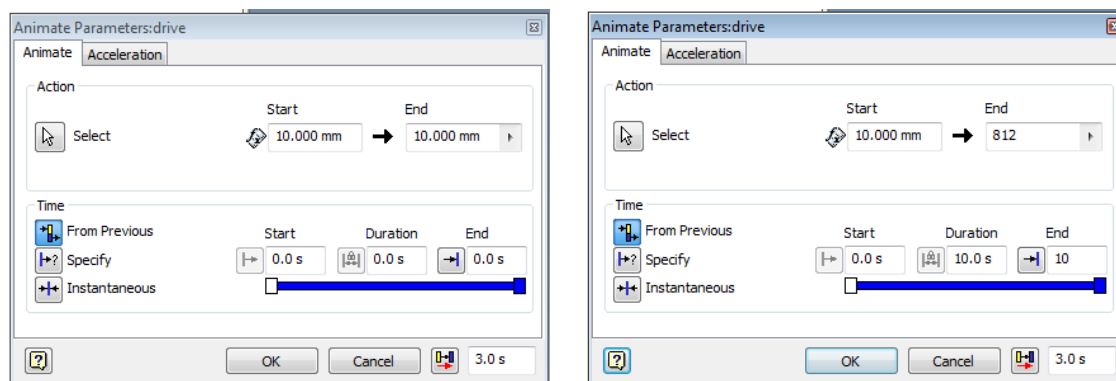 Animate Parameters:drive
Animate Acceleration
Action
Start End
Select 10.000 mm 10.000 mm
Time
From Previous
Start Duration End
Specify 0.0 s 0.0 s 0.0 s
Instantaneous
OK Cancel 3.0 s
Animate Parameters:drive
Animate Acceleration
Action
Start End
Select 10.000 mm 812
Time
From Previous
Start Duration End
Specify 0.0 s 10.0 s 10
Instantaneous
OK Cancel 3.0 s